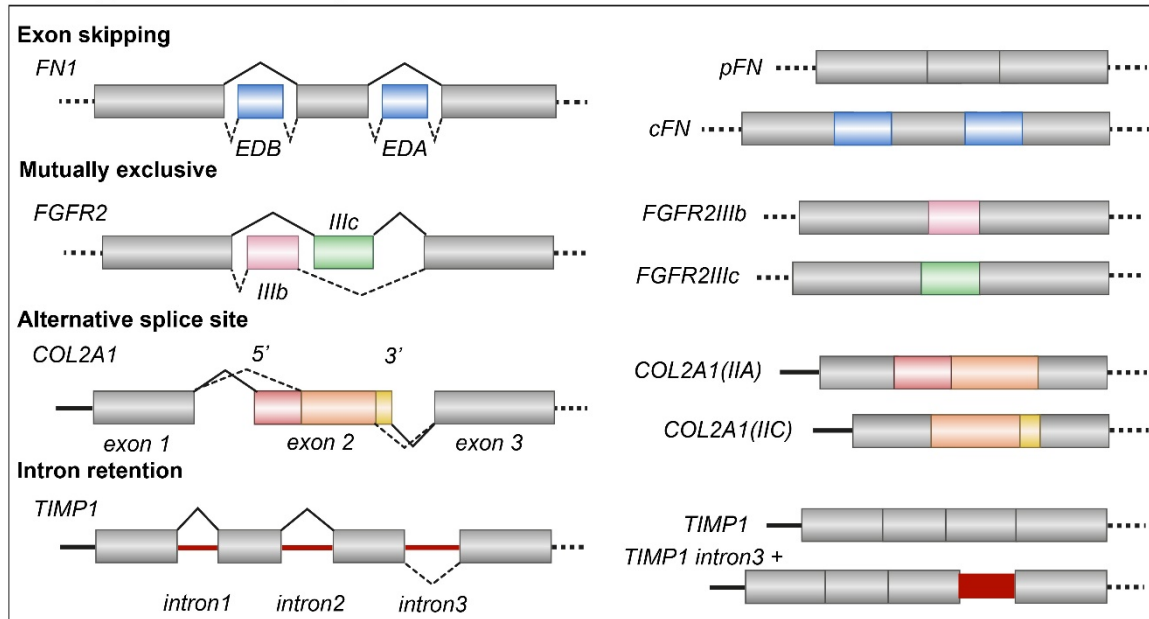 Exon skipping
FN1
EDB
EDA
pFN
cFN
Mutually exclusive
FGFR2
IIIc
IIIb
FGFR2IIIb
FGFR2IIIc
Alternative splice site
COL2A1
5’
3’
exon 1
exon 2
exon 3
COL2A1(IIA)
COL2A1(IIC)
Intron retention
TIMP1
intron1
intron2
intron3
TIMP1
TIMP1 intron3 +